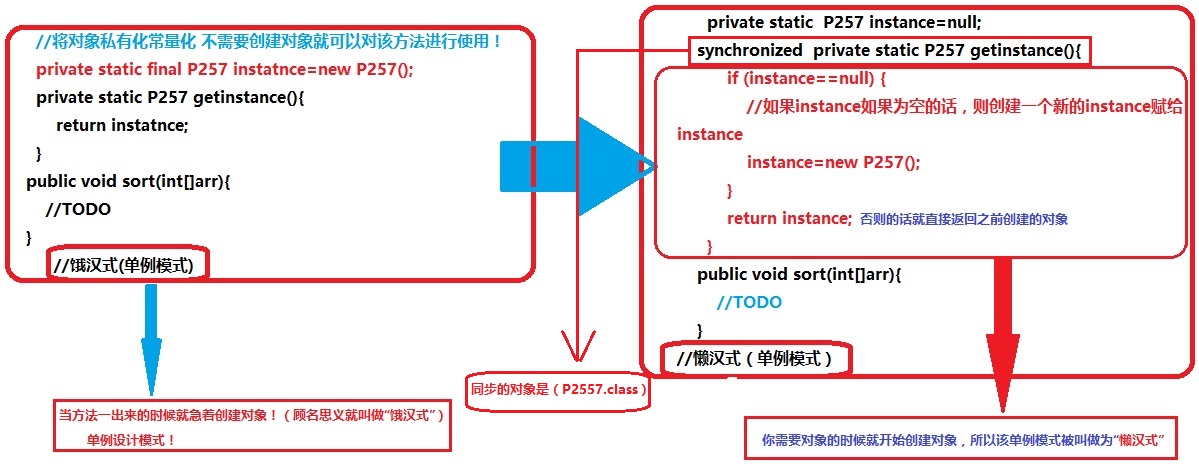 //将对象私有化常量化 不需要创建对象就可以对该方法进行使用！
private static final P257 instatnce=new P257();
private static P257 getinstance(){
return instatnce;
}
public void sort(int[]arr){
//TODO
}
//饿汉式(单例模式)
当方法一出来的时候就急着创建对象！（顾名思义就叫做“饿汉式”）
单例设计模式！
private static  P257 instance=null;
synchronized  private static P257 getinstance(){
if (instance==null) {
//如果instance如果为空的话，则创建一个新的instance赋给
instance
instance=new P257();
}
return instance; 否则的话就直接返回之前创建的对象
}
public void sort(int[]arr){
//TODO
}
//懒汉式（单例模式）
同步的对象是（P2557.class）
你需要对象的时候就开始创建对象，所以该单例模式被叫做为“懒汉式”